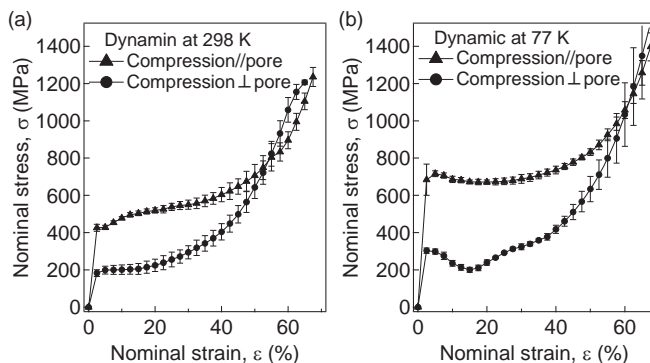 (a)
Dynamin at 298 K
Compression//pore
Compression⊥pore
Nominal stress, σ (MPa)
1400
1200
1000
800
600
400
200
0
0 20 40 60
Nominal strain, ε (%)
(b)
Dynamic at 77 K
Compression//pore
Compression⊥pore
Nominal stress, σ (MPa)
1400
1200
1000
800
600
400
200
0
0 20 40 60
Nominal strain, ε (%)